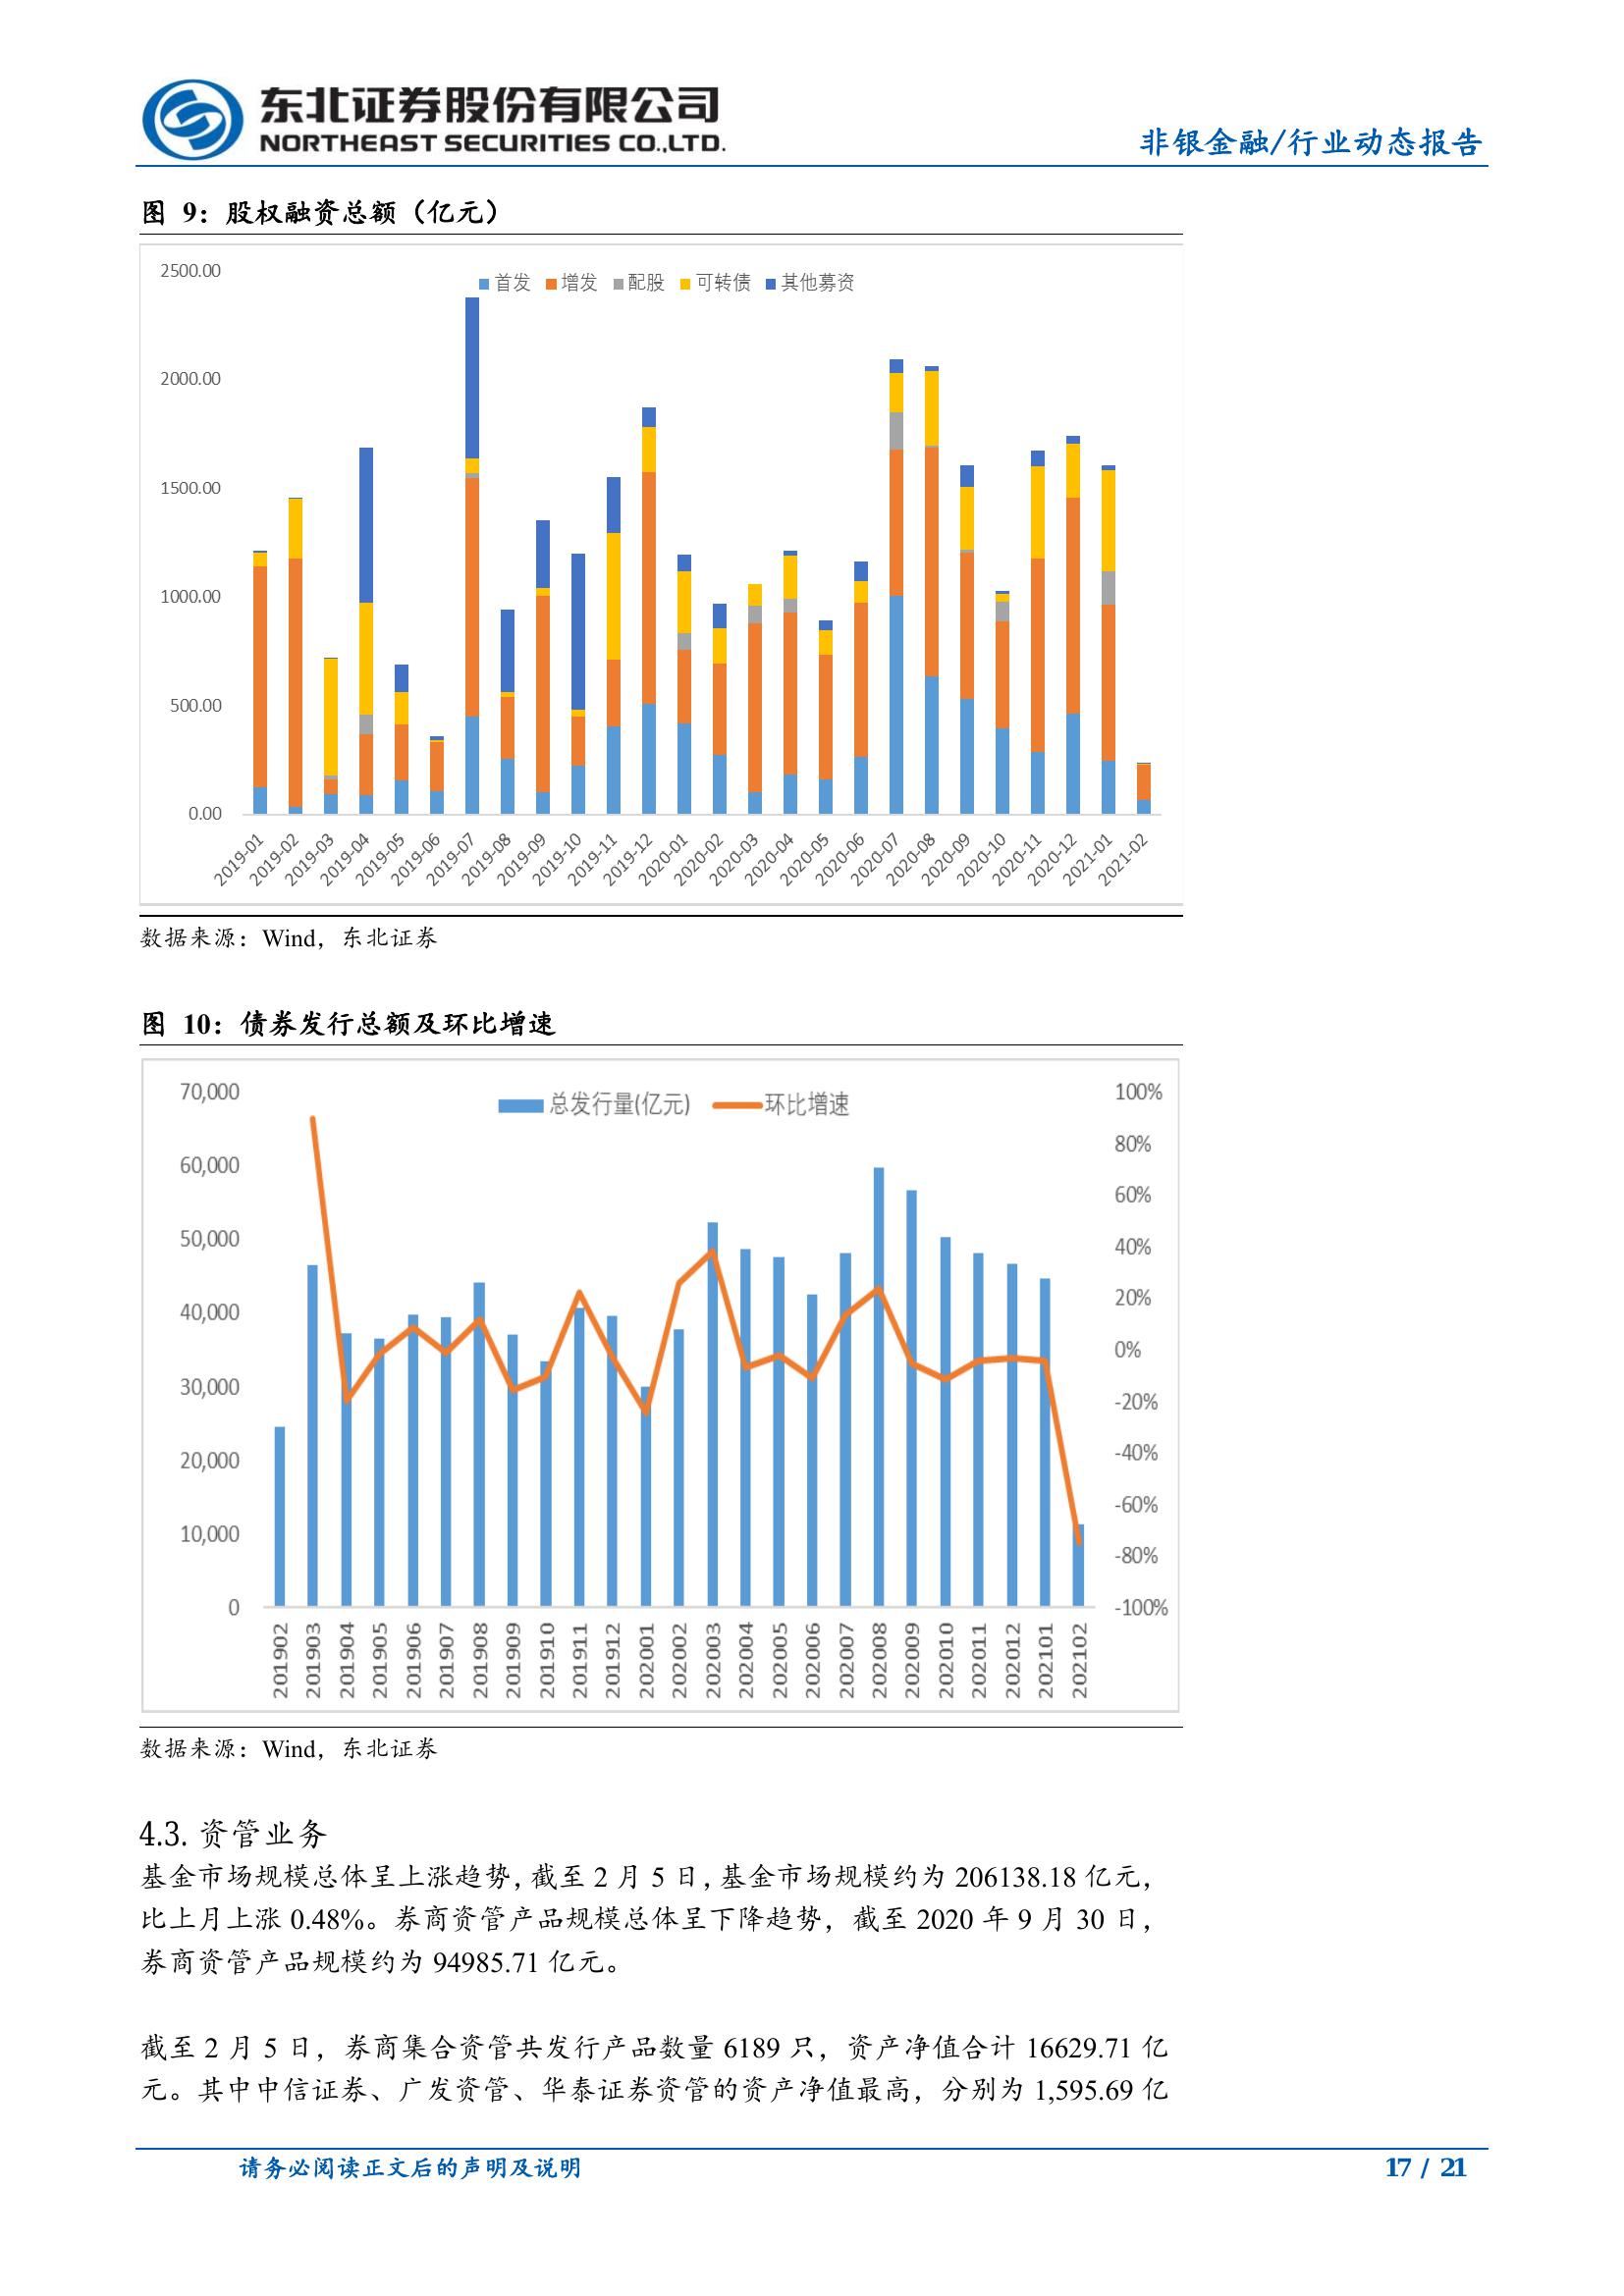 东北证券股份有限公司
NORTHEAST SECURITIES CO.,LTD.
非银金融/行业动态报告
图 9：股权融资总额（亿元）
首发 增发 配股 可转债 其他募资
2500.00
2000.00
1500.00
1000.00
500.00
0.00
2019-01 2019-02 2019-03 2019-04 2019-05 2019-06 2019-07 2019-08 2019-09 2019-10 2019-11 2019-12 2020-01 2020-02 2020-03 2020-04 2020-05 2020-06 2020-07 2020-08 2020-09 2020-10 2020-11 2020-12 2021-01 2021-02
数据来源：Wind，东北证券
图 10：债券发行总额及环比增速
总发行量(亿元) 环比增速
70,000 100%
60,000 80%
50,000 60%
40,000 40%
30,000 20%
20,000 0%
10,000 -20%
0 -40%
-60%
-80%
-100%
201902 201903 201904 201905 201906 201907 201908 201909 201910 201911 201912 202001 202002 202003 202004 202005 202006 202007 202008 202009 202010 202011 202012 202101 202102
数据来源：Wind，东北证券
4.3. 资管业务
基金市场规模总体呈上涨趋势，截至 2 月 5 日，基金市场规模约为 206138.18 亿元，
比上月上涨 0.48%。券商资管产品规模总体呈下降趋势，截至 2020 年 9 月 30 日，
券商资管产品规模约为 94985.71 亿元。
截至 2 月 5 日，券商集合资管共发行产品数量 6189 只，资产净值合计 16629.71 亿
元。其中中信证券、广发资管、华泰证券资管的资产净值最高，分别为 1,595.69 亿
请务必阅读正文后的声明及说明
17 / 21